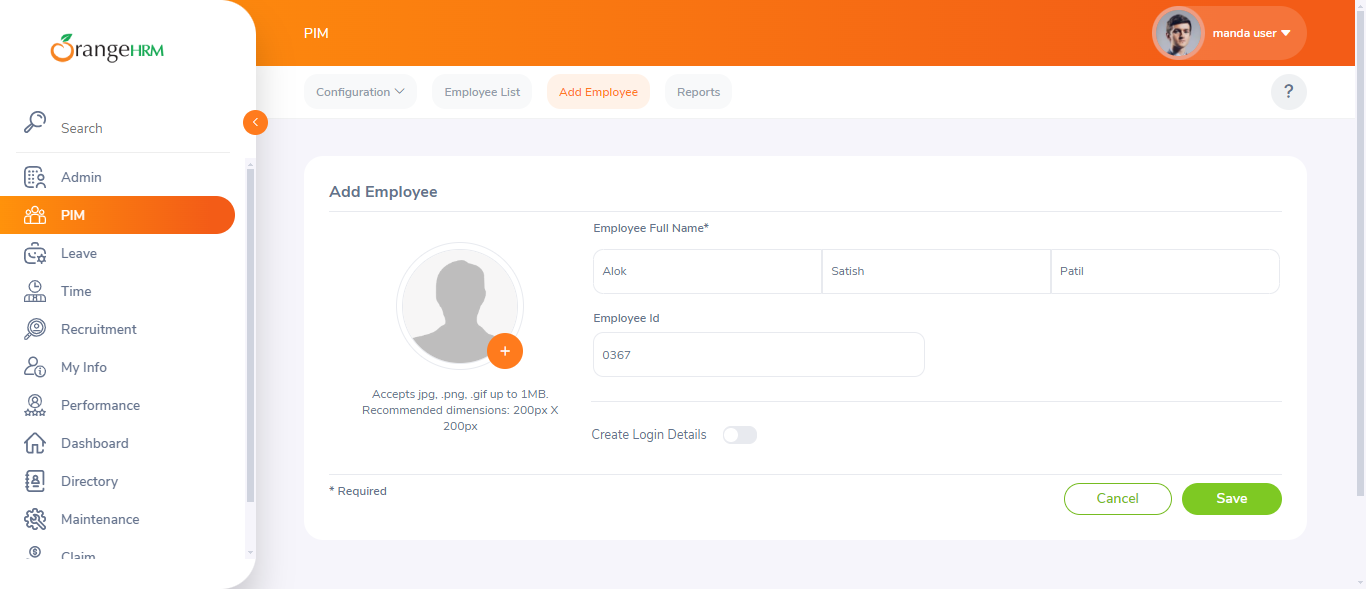 OrangeHRM
PIM
manda user
Configuration
Employee List
Add Employee
Reports
?
Search
Admin
PIM
Leave
Time
Recruitment
My Info
Performance
Dashboard
Directory
Maintenance
Claim
Add Employee
Accepts jpg, .png, .gif up to 1MB.
Recommended dimensions: 200px X
200px
Employee Full Name*
Alok
Satish
Patil
Employee Id
0367
Create Login Details
* Required
Cancel
Save